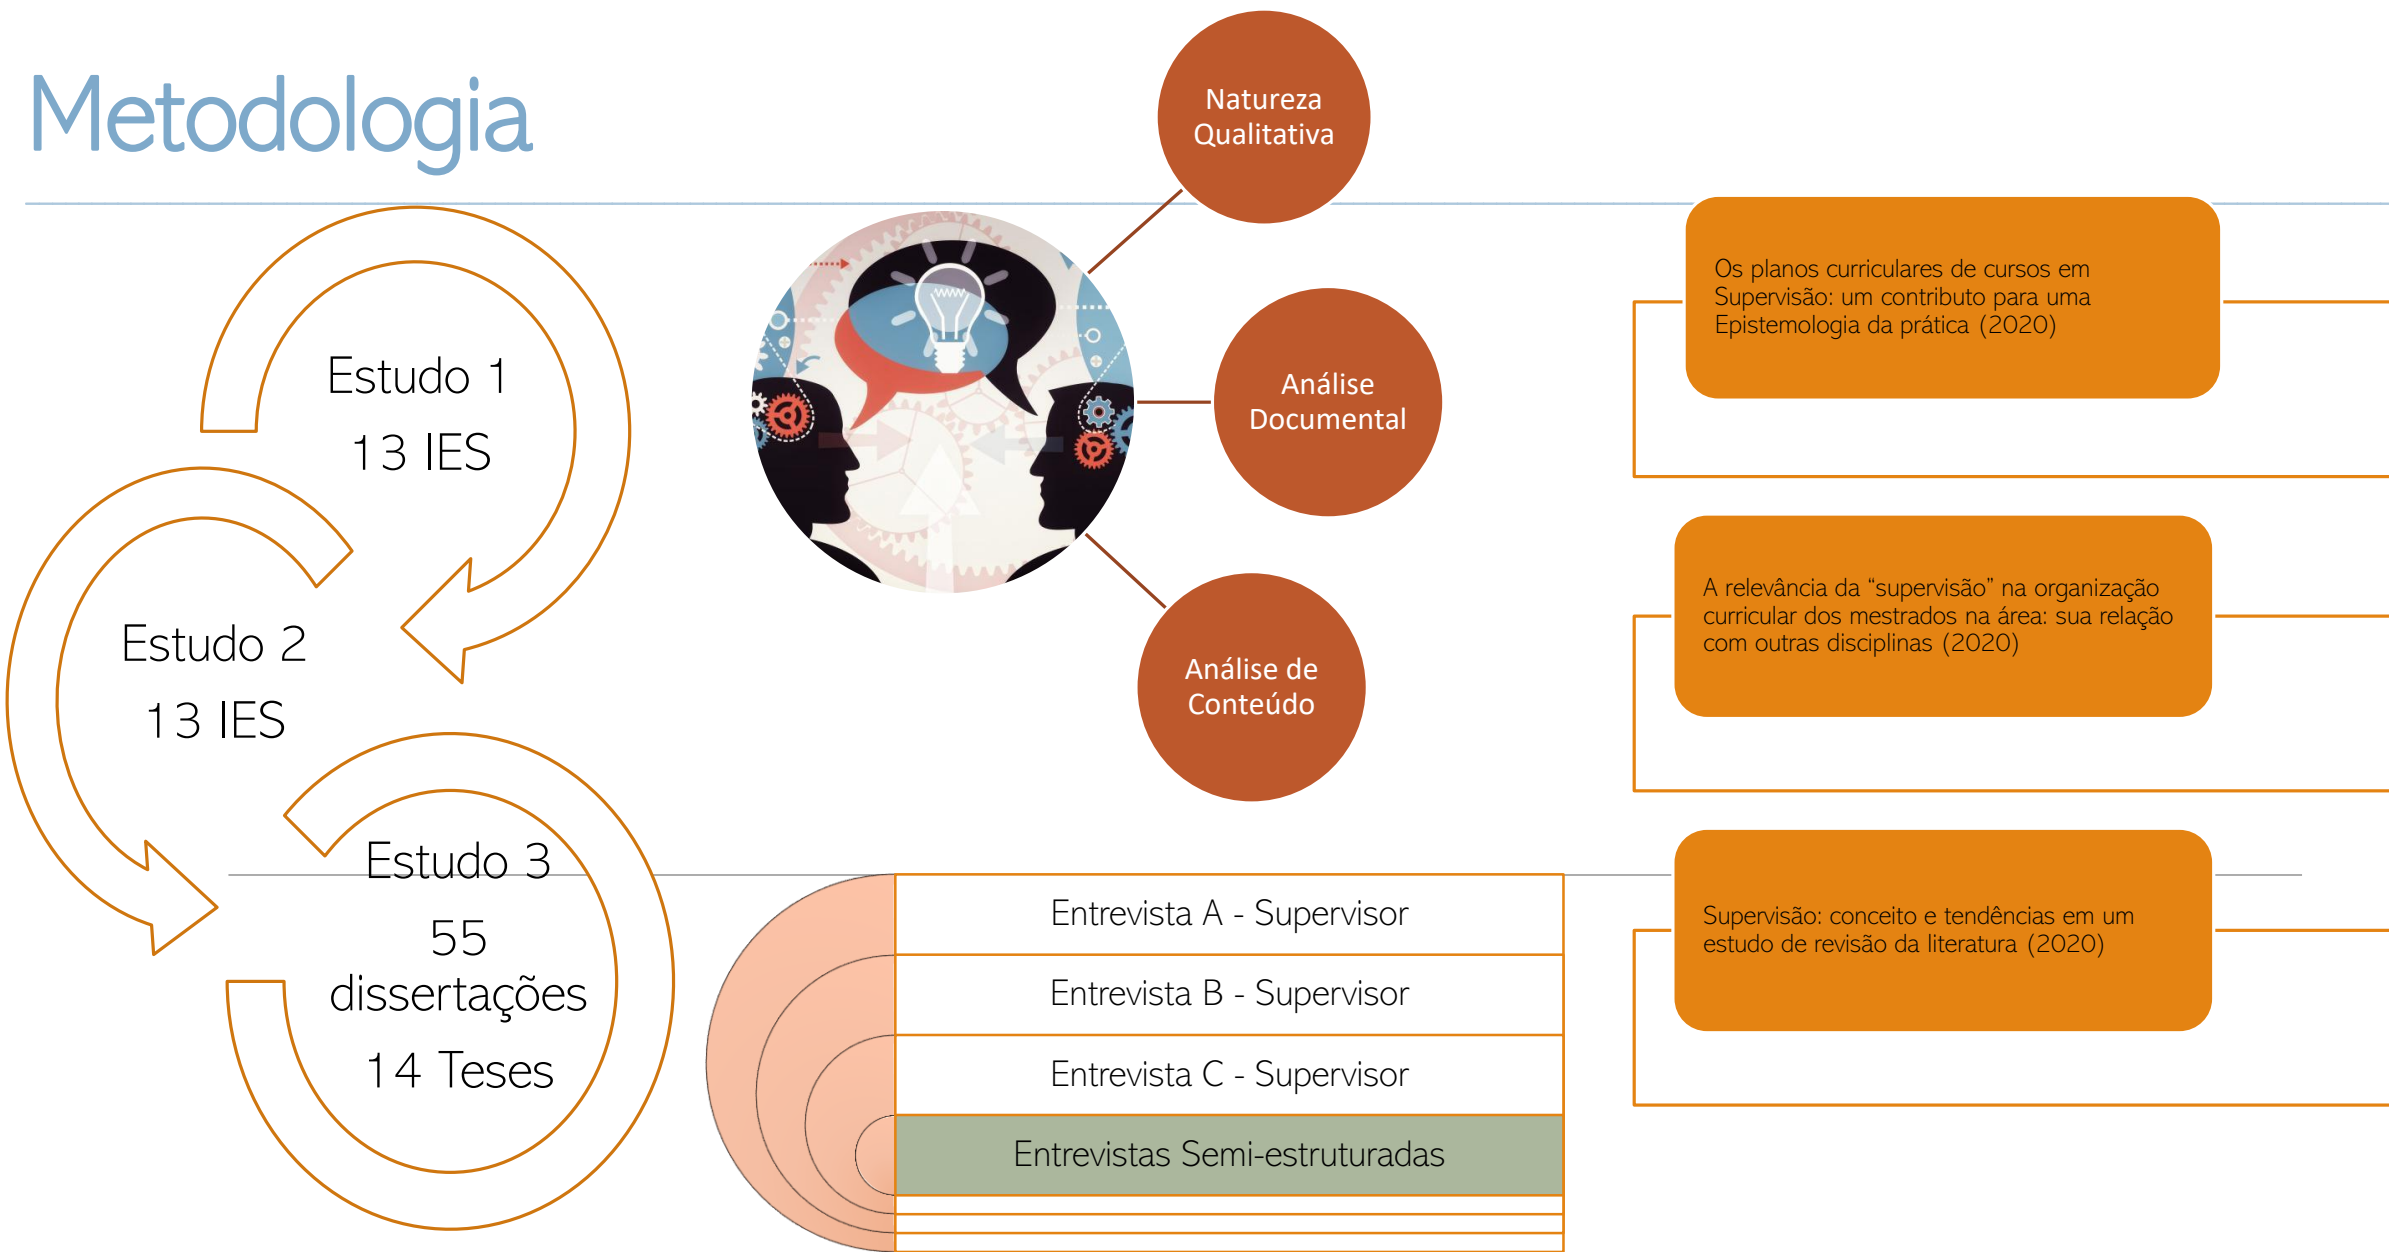 Metodologia
Estudo 1
13 IES
Estudo 2
13 IES
Estudo 3
55
dissertações
14 Teses
Natureza
Qualitativa
Análise
Documental
Análise de
Conteúdo
Entrevista A - Supervisor
Entrevista B - Supervisor
Entrevista C - Supervisor
Entrevistas Semi-estruturadas
Os planos curriculares de cursos em
Supervisão: um contributo para uma
Epistemologia da prática (2020)
A relevância da “supervisão” na organização
curricular dos mestrados na área: sua relação
com outras disciplinas (2020)
Supervisão: conceito e tendências em um
estudo de revisão da literatura (2020)